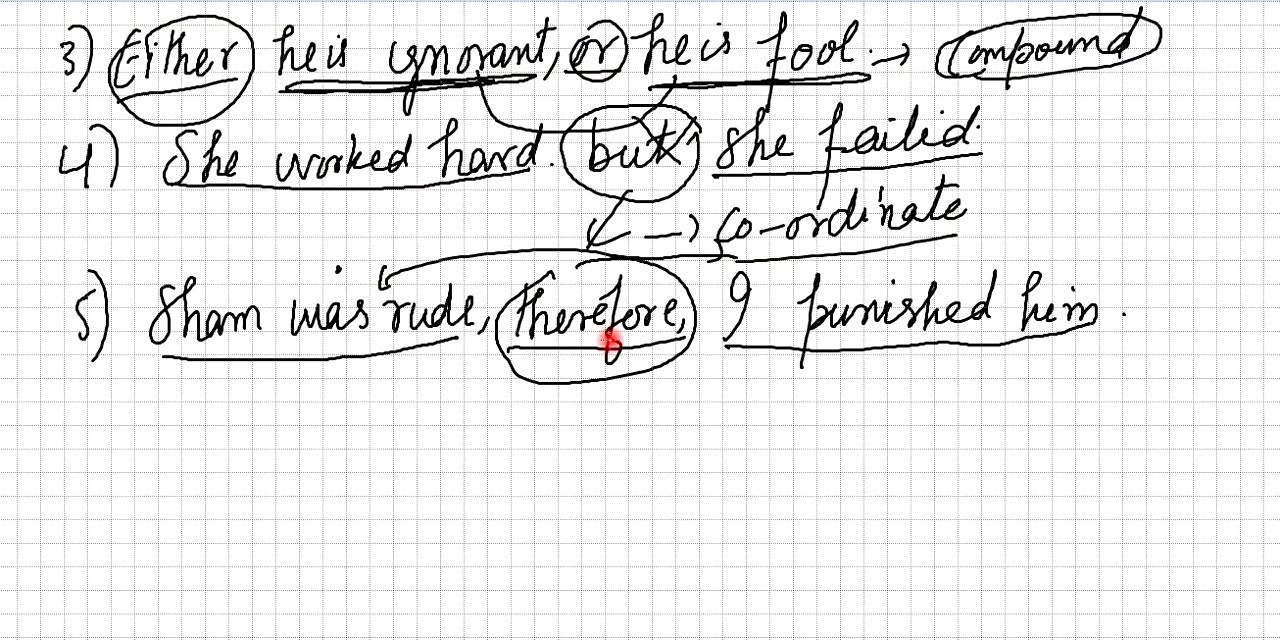 3) Either he is ignorant, or he is fool. → Compound
4) She worked hard. but, she failed.
→ Co-ordinate
5) Sham was rude, therefore, I punished him.